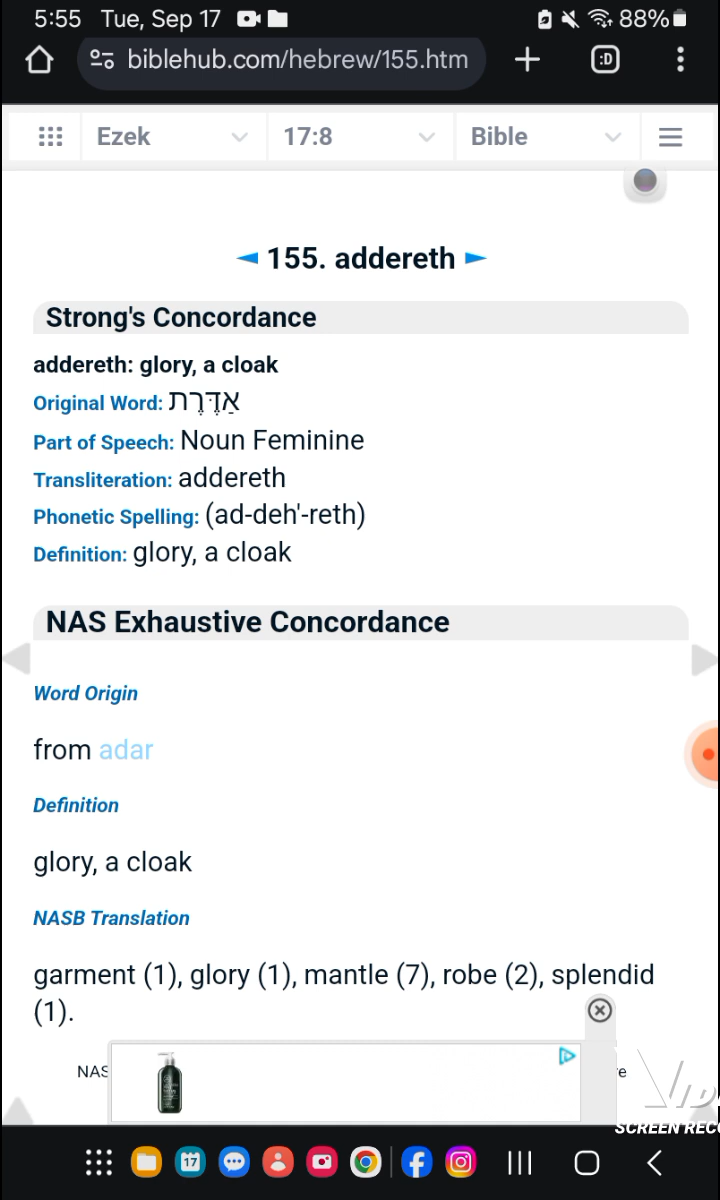 5:55 Tue, Sep 17 88%
biblehub.com/hebrew/155.htm :D
Ezek 17:8 Bible
155. addereth
Strong's Concordance
addereth: glory, a cloak
Original Word: אַדֶּרֶת
Part of Speech: Noun Feminine
Transliteration: addereth
Phonetic Spelling: (ad-deh'-reth)
Definition: glory, a cloak
NAS Exhaustive Concordance
Word Origin
from adar
Definition
glory, a cloak
NASB Translation
garment (1), glory (1), mantle (7), robe (2), splendid
(1).
NAS
17